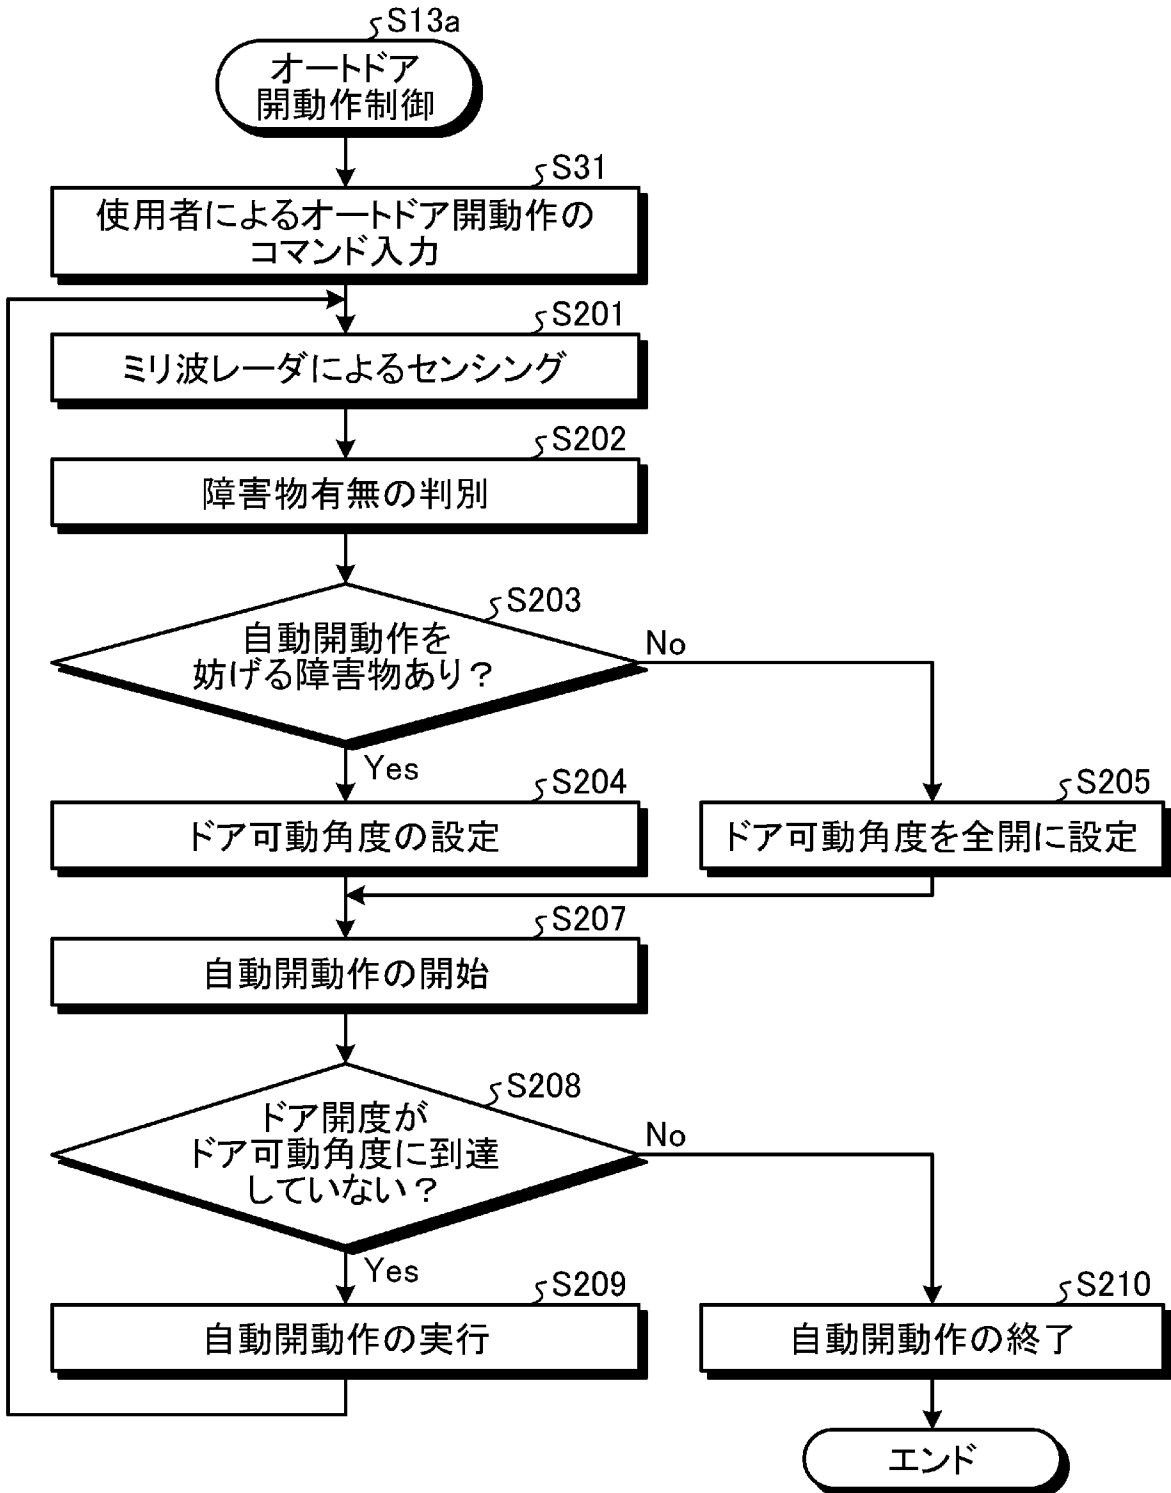 S13a
オートドア
開動作制御
S31
使用者によるオートドア開動作の
コマンド入力
S201
ミリ波レーダによるセンシング
S202
障害物有無の判別
S203
自動開動作を
妨げる障害物あり？
No
Yes
S204
ドア可動角度の設定
S205
ドア可動角度を全開に設定
S207
自動開動作の開始
S208
ドア開度が
ドア可動角度に到達
していない？
No
Yes
S209
自動開動作の実行
S210
自動開動作の終了
エンド